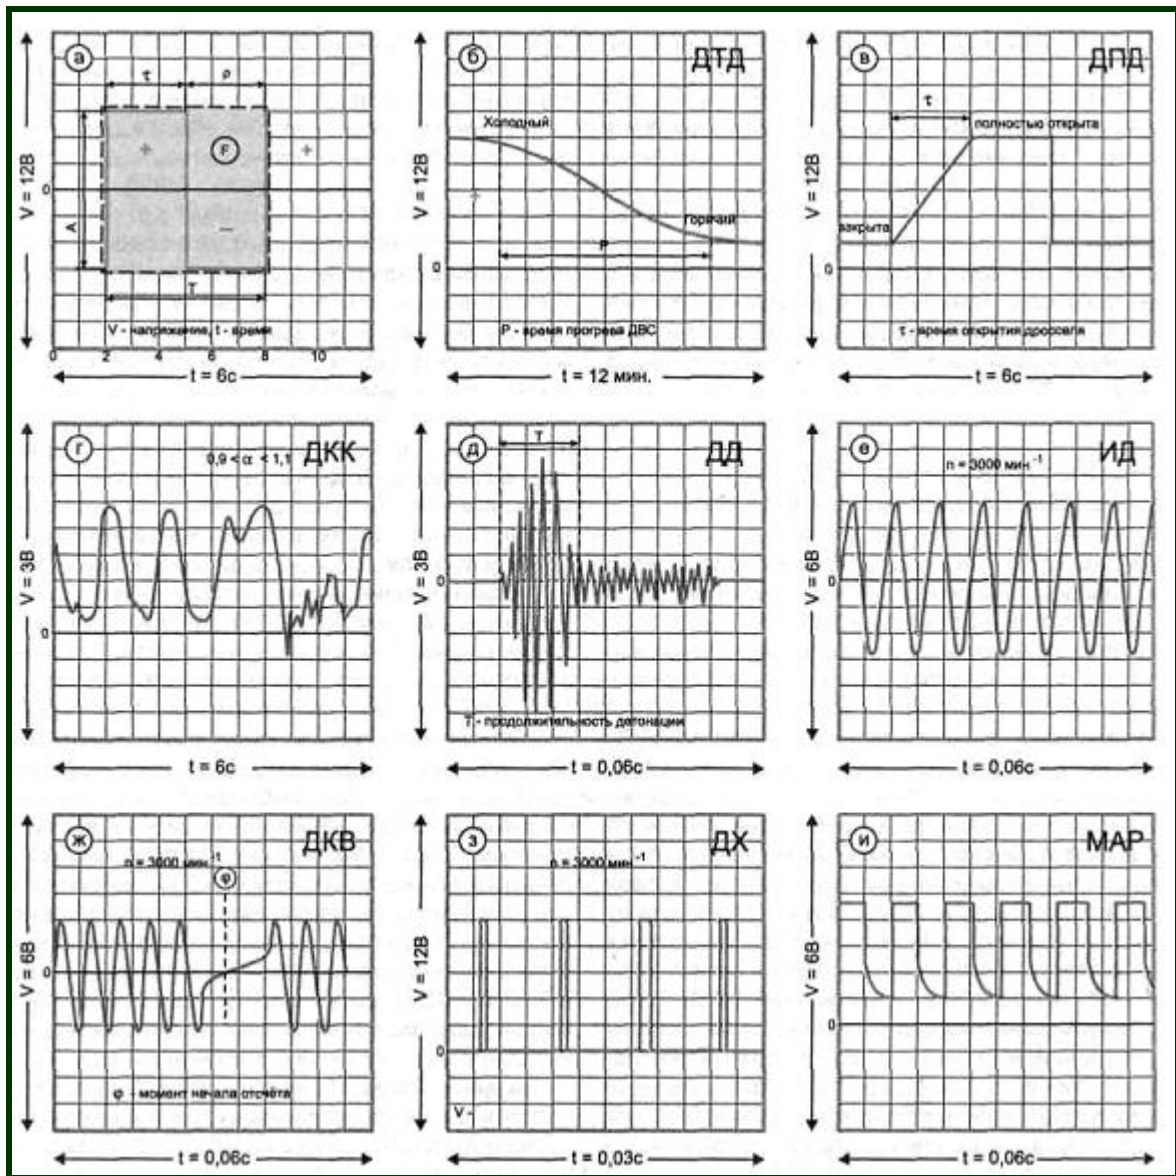 а
τ
ρ
F
V = 12В
0
A
T
V - напряжение, t - время
0 2 4 6 8 10
t = 6с
б
ДТД
Холодный
V = 12В
горячий
P
0
P - время прогрева ДВС
t = 12 мин.
в
ДПД
τ
полностью открыта
V = 12В
закрыта
0
τ - время открытия дросселя
t = 6с
г
ДКК
0,9 < α < 1,1
V = 3В
0
t = 6с
д
T
ДД
V = 3В
0
T - продолжительность детонации
t = 0,06с
е
ИД
n = 3000 мин -1
V = 6В
0
t = 0,06с
ж
ДКВ
n = 3000 мин -1
φ
V = 6В
0
φ - момент начала отсчёта
t = 0,06с
з
ДХ
n = 3000 мин -1
V = 12В
0
V -
t = 0,03с
и
МАР
V = 6В
0
t = 0,06с